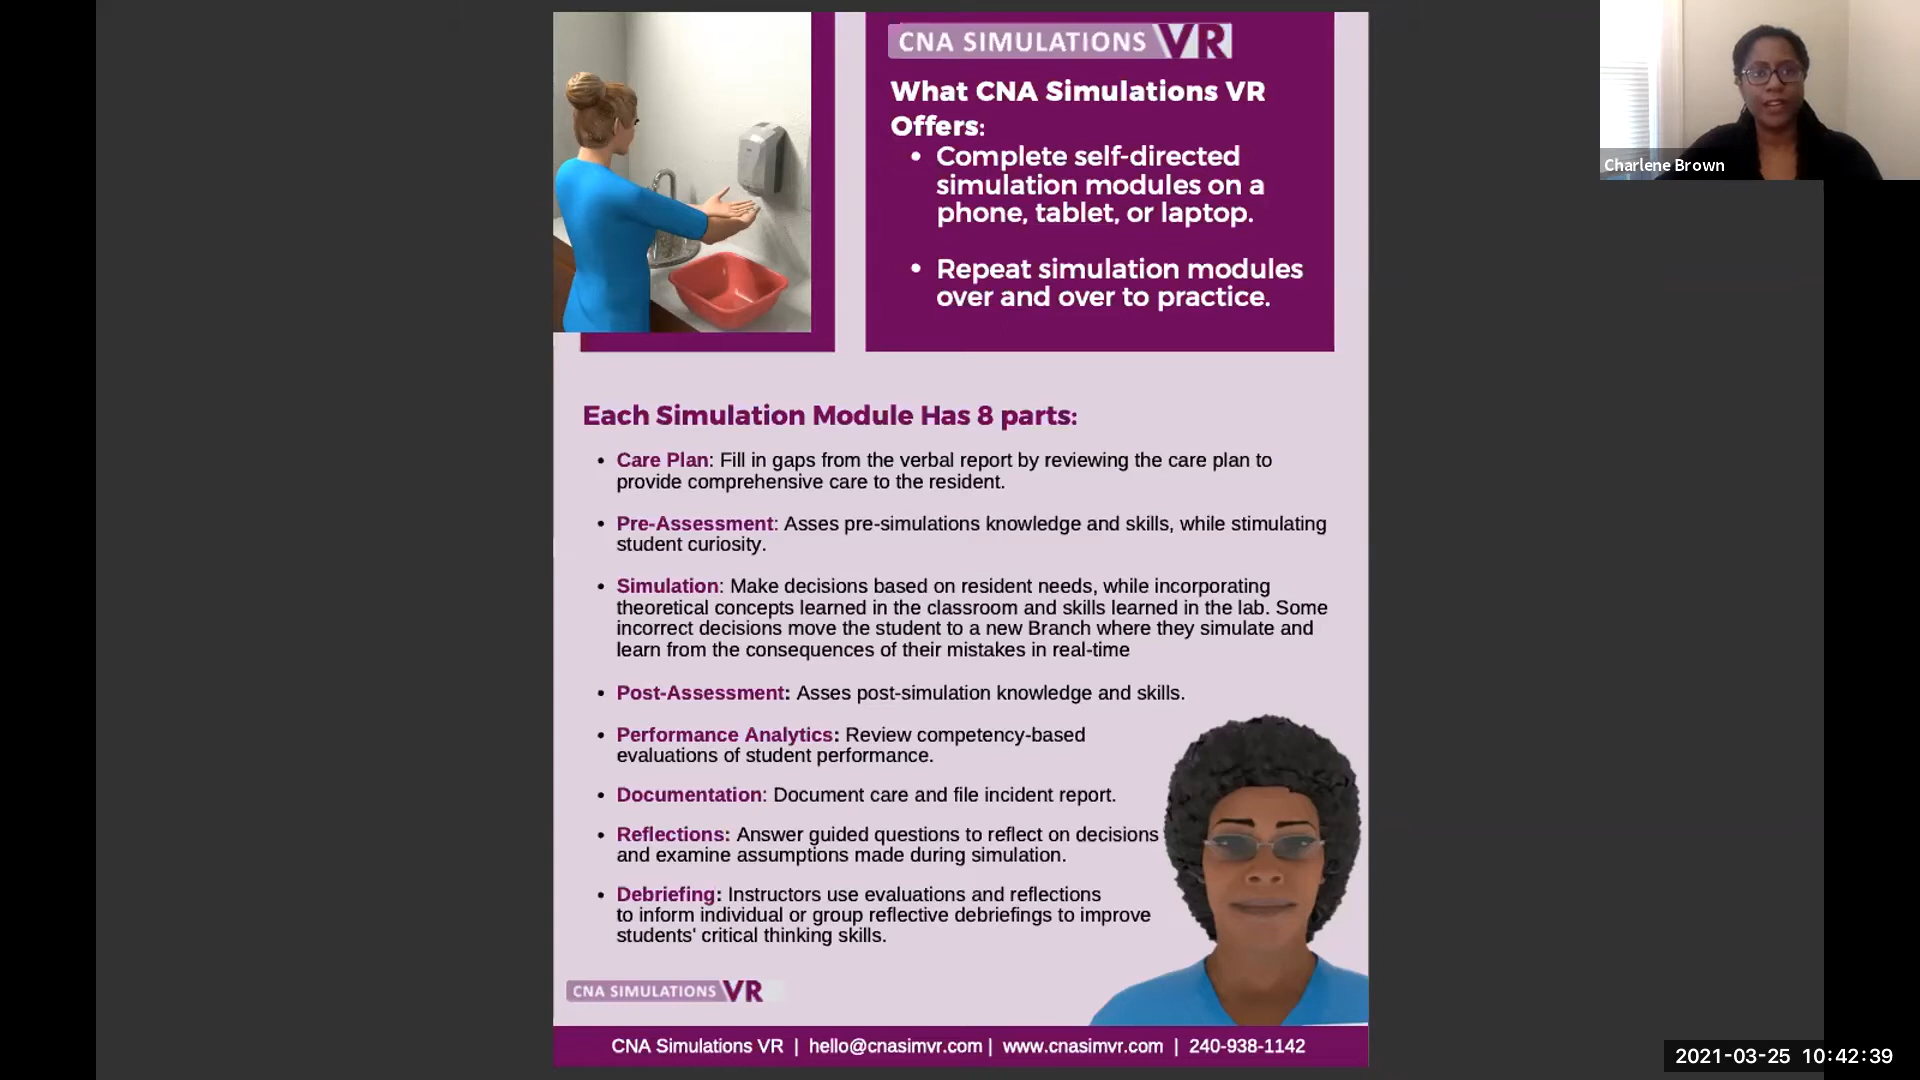 CNA SIMULATIONS VR
What CNA Simulations VR
Offers:
• Complete self-directed
simulation modules on a
phone, tablet, or laptop.
• Repeat simulation modules
over and over to practice.
Charlene Brown
Each Simulation Module Has 8 parts:
• Care Plan: Fill in gaps from the verbal report by reviewing the care plan to
provide comprehensive care to the resident.
• Pre-Assessment: Asses pre-simulations knowledge and skills, while stimulating
student curiosity.
• Simulation: Make decisions based on resident needs, while incorporating
theoretical concepts learned in the classroom and skills learned in the lab. Some
incorrect decisions move the student to a new Branch where they simulate and
learn from the consequences of their mistakes in real-time
• Post-Assessment: Asses post-simulation knowledge and skills.
• Performance Analytics: Review competency-based
evaluations of student performance.
• Documentation: Document care and file incident report.
• Reflections: Answer guided questions to reflect on decisions
and examine assumptions made during simulation.
• Debriefing: Instructors use evaluations and reflections
to inform individual or group reflective debriefings to improve
students' critical thinking skills.
CNA SIMULATIONS VR
CNA Simulations VR | hello@cnasimvr.com | www.cnasimvr.com | 240-938-1142
2021-03-25 10:42:39